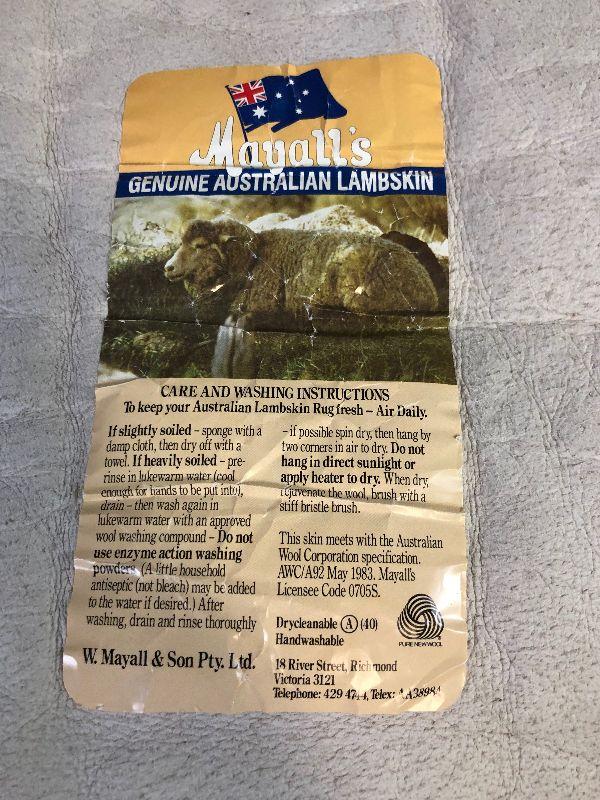 Mayall's
GENUINE AUSTRALIAN LAMBSKIN
CARE AND WASHING INSTRUCTIONS
To keep your Australian Lambskin Rug fresh – Air Daily.
If slightly soiled – sponge with a
damp cloth, then dry off with a
towel. If heavily soiled – pre-
rinse in lukewarm water (cool
enough for hands to be put into),
drain – then wash again in
lukewarm water with an approved
wool washing compound – Do not
use enzyme action washing
powders. (A little household
antiseptic (not bleach) may be added
to the water if desired.) After
washing, drain and rinse thoroughly
– if possible spin dry, then hang by
two corners in air to dry. Do not
hang in direct sunlight or
apply heater to dry. When dry,
rejuvenate the wool, brush with a
stiff bristle brush.
This skin meets with the Australian
Wool Corporation specification.
AWC/A92 May 1983. Mayall's
Licensee Code 0705S.
Drycleanable (A) (40)
Handwashable
PURE NEW WOOL
W. Mayall & Son Pty. Ltd.
18 River Street, Richmond
Victoria 3121
Telephone: 429 4744, Telex: